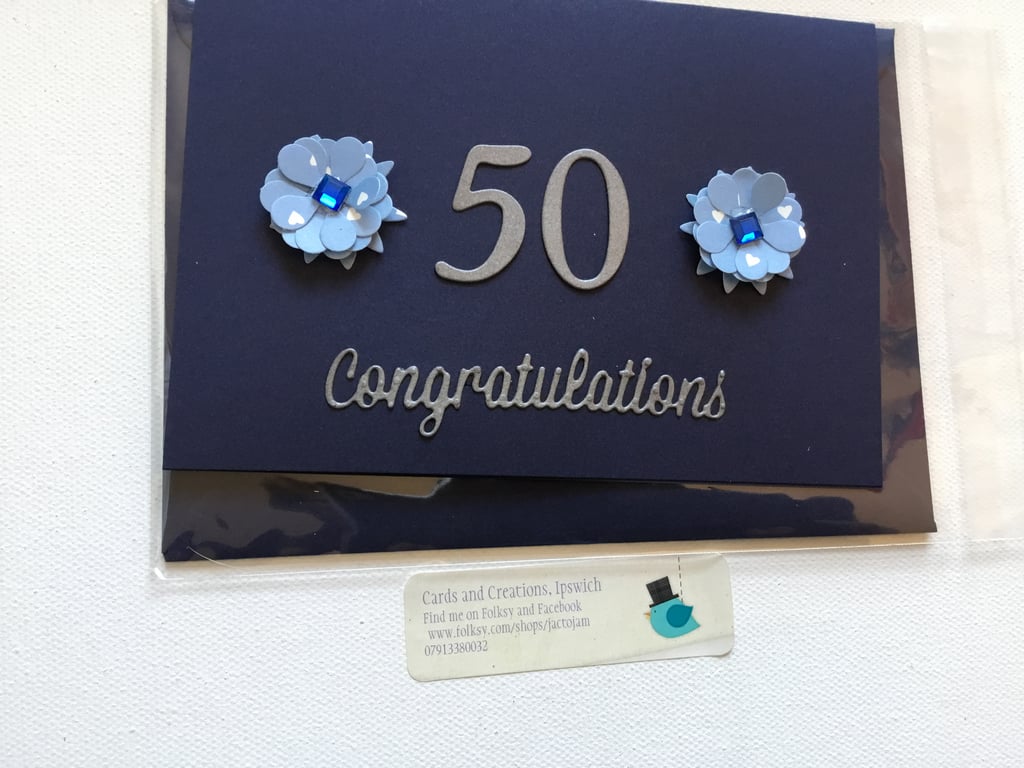 50
Congratulations
Cards and Creations, Ipswich
Find me on Folksy and Facebook
www.folksy.com/shops/jactojam
07913380032